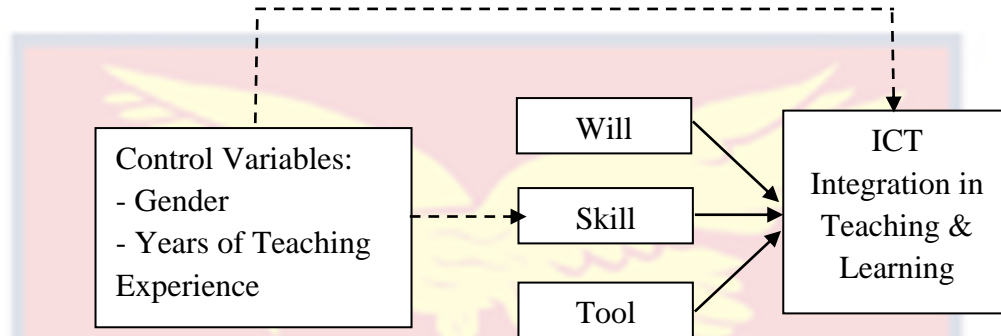 Control Variables:
- Gender
- Years of Teaching
Experience
Will
Skill
Tool
ICT
Integration in
Teaching &
Learning